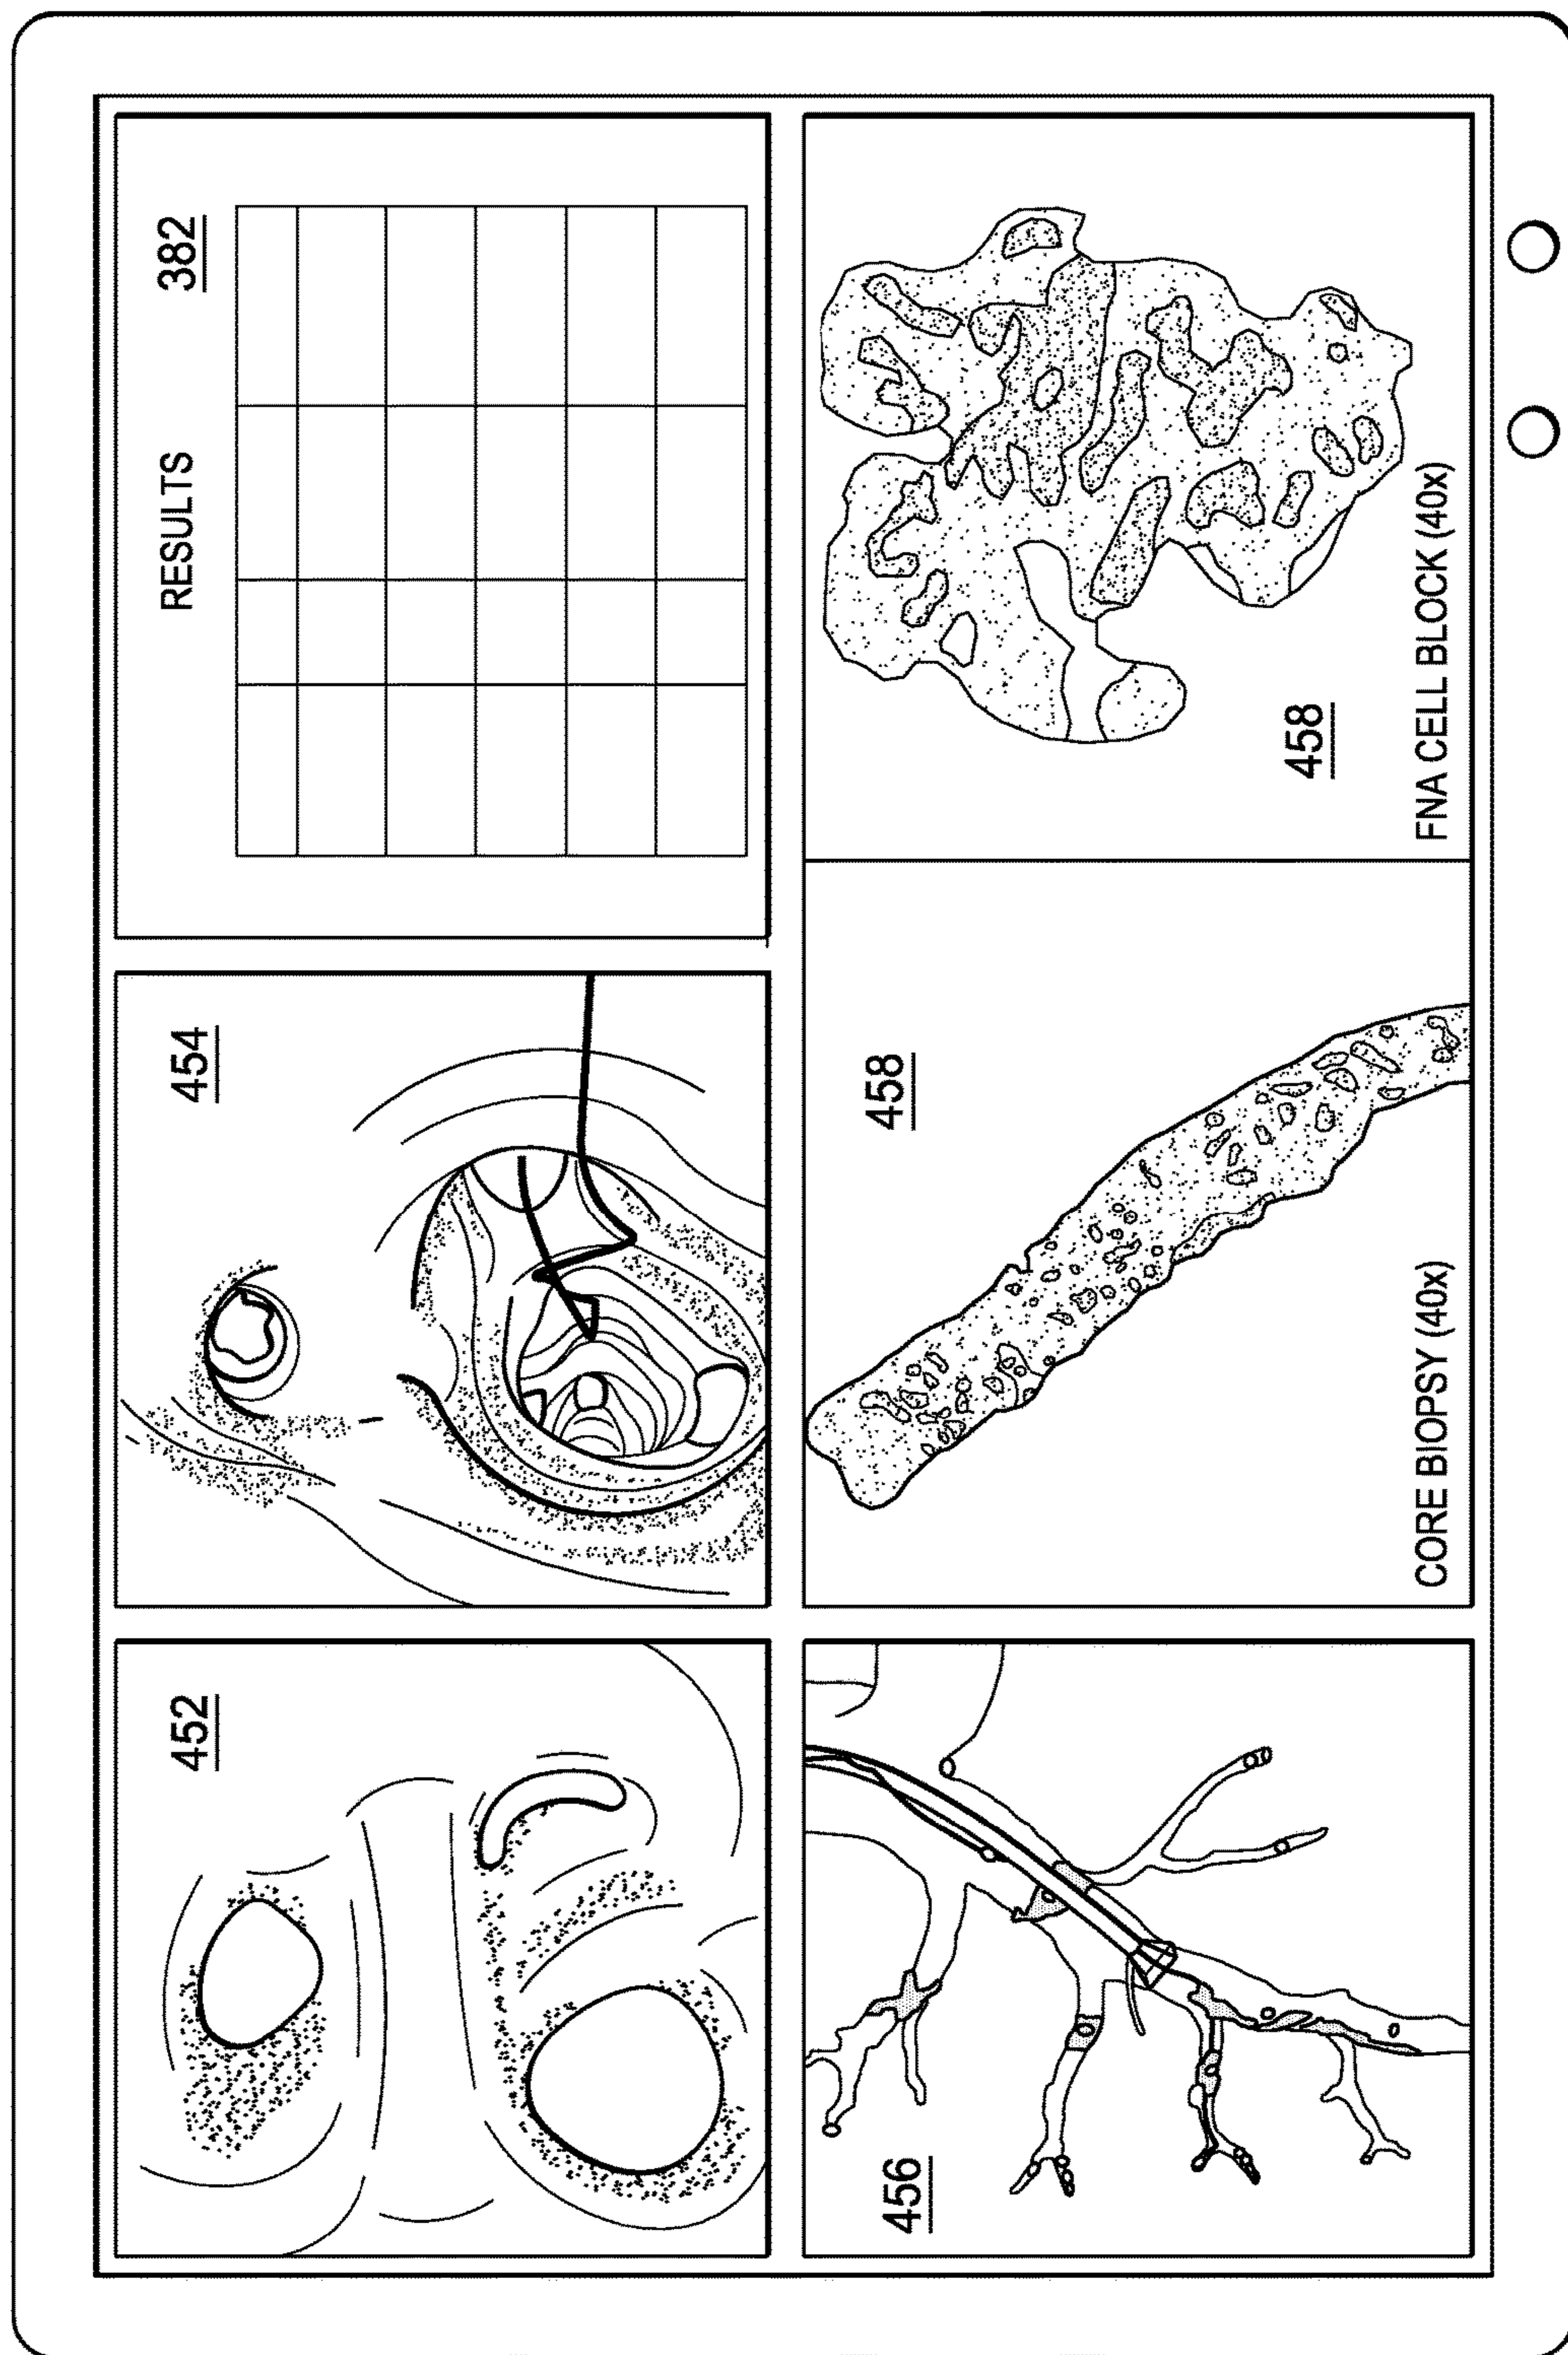 452
454
RESULTS
382
456
458
CORE BIOPSY (40x)
458
FNA CELL BLOCK (40x)